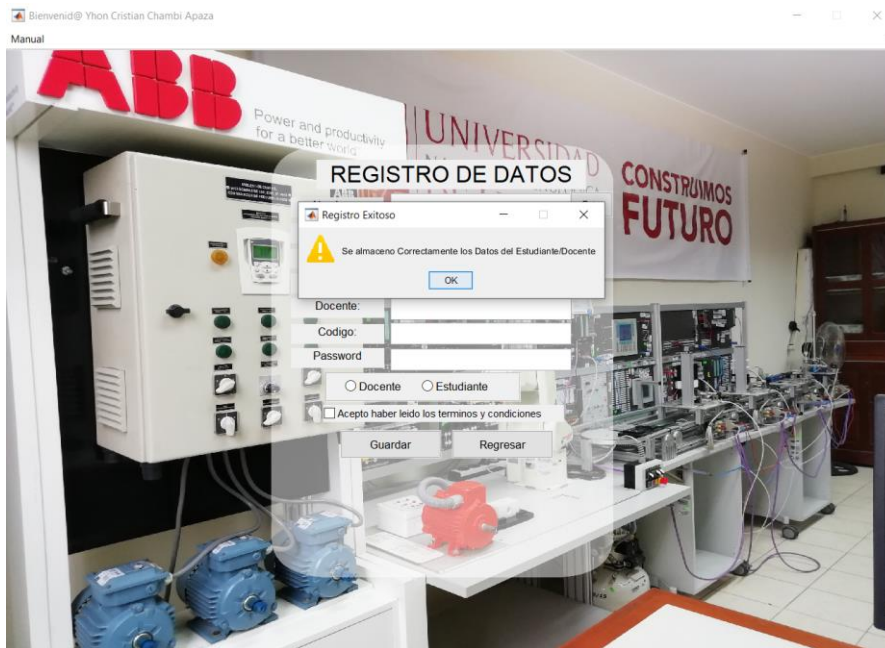 Bienvenid@ Yhon Cristian Chambi Apaza
Manual
ABB
Power and productivity
for a better world
UNIVERSIDAD
CONSTRUIMOS
FUTURO
REGISTRO DE DATOS
Registro Exitoso
Se almaceno Correctamente los Datos del Estudiante/Docente
OK
Docente:
Codigo:
Password
Docente
Estudiante
Acepto haber leido los terminos y condiciones
Guardar
Regresar